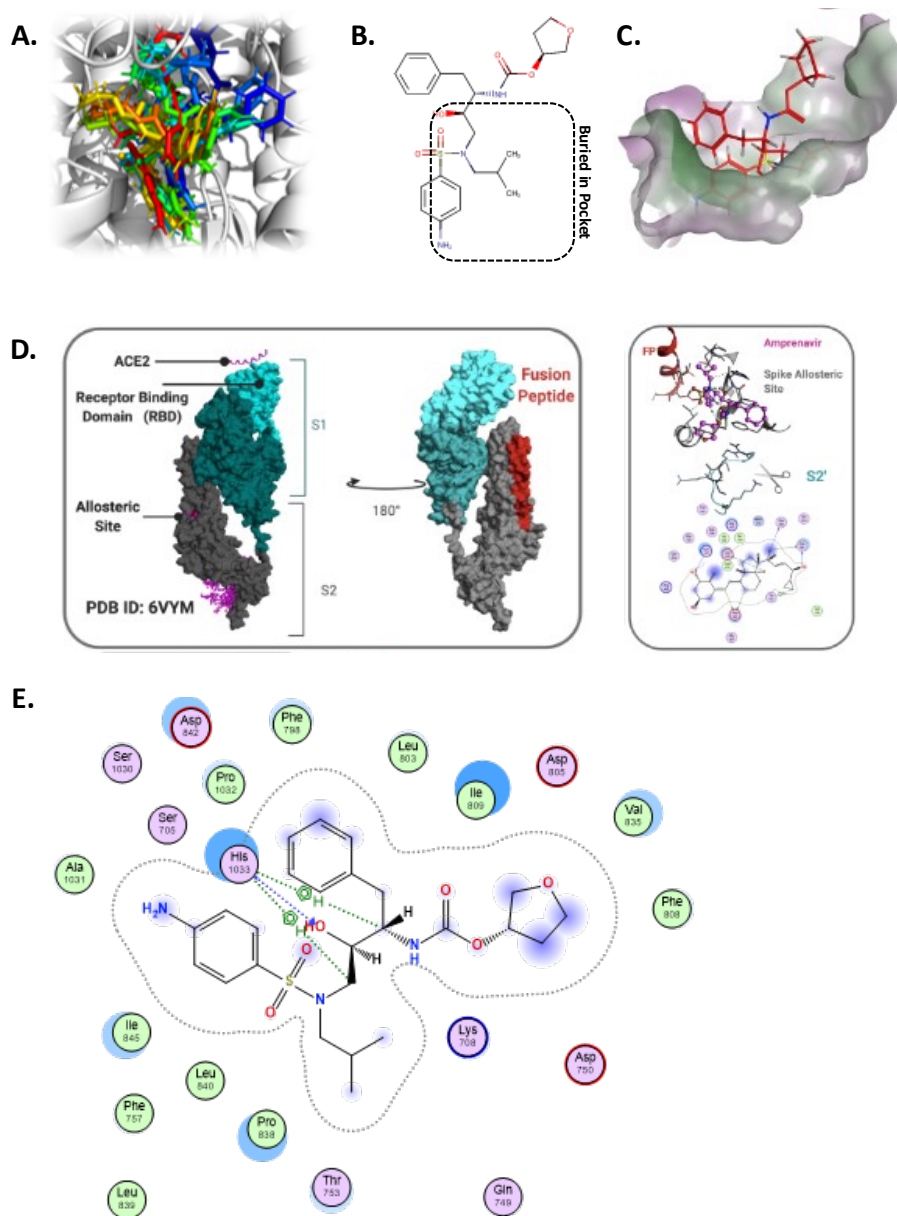 A.
B.
C.
O
O
O
NH
HO
O
S
O
N
CH₃
CH₃
NH₂
Buried in Pocket
D.
ACE2
Receptor Binding
Domain (RBD)
S1
Allosteric
Site
S2
PDB ID: 6VYM
180°
Fusion
Peptide
FP
Amprenavir
Spike Allosteric
Site
S2'
E.
Asp
842
Phe
798
Leu
803
Ser
1030
Pro
1032
Ile
809
Asp
805
Ser
705
Val
835
His
1033
Ala
1031
Phe
808
H
O
O
H₂N
H
HO
H
O
N
H
H
O
S
O
N
Ile
845
Lys
708
Leu
840
Asp
750
Phe
757
Pro
838
Leu
839
Thr
753
Gln
749